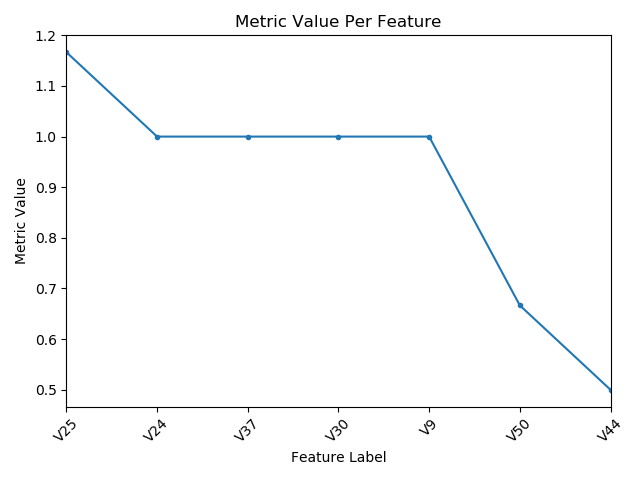 Metric Value Per Feature
1.2
1.1
1.0
0.9
0.8
0.7
0.6
0.5
Metric Value
V25
V24
V37
V30
V9
V50
V44
Feature Label